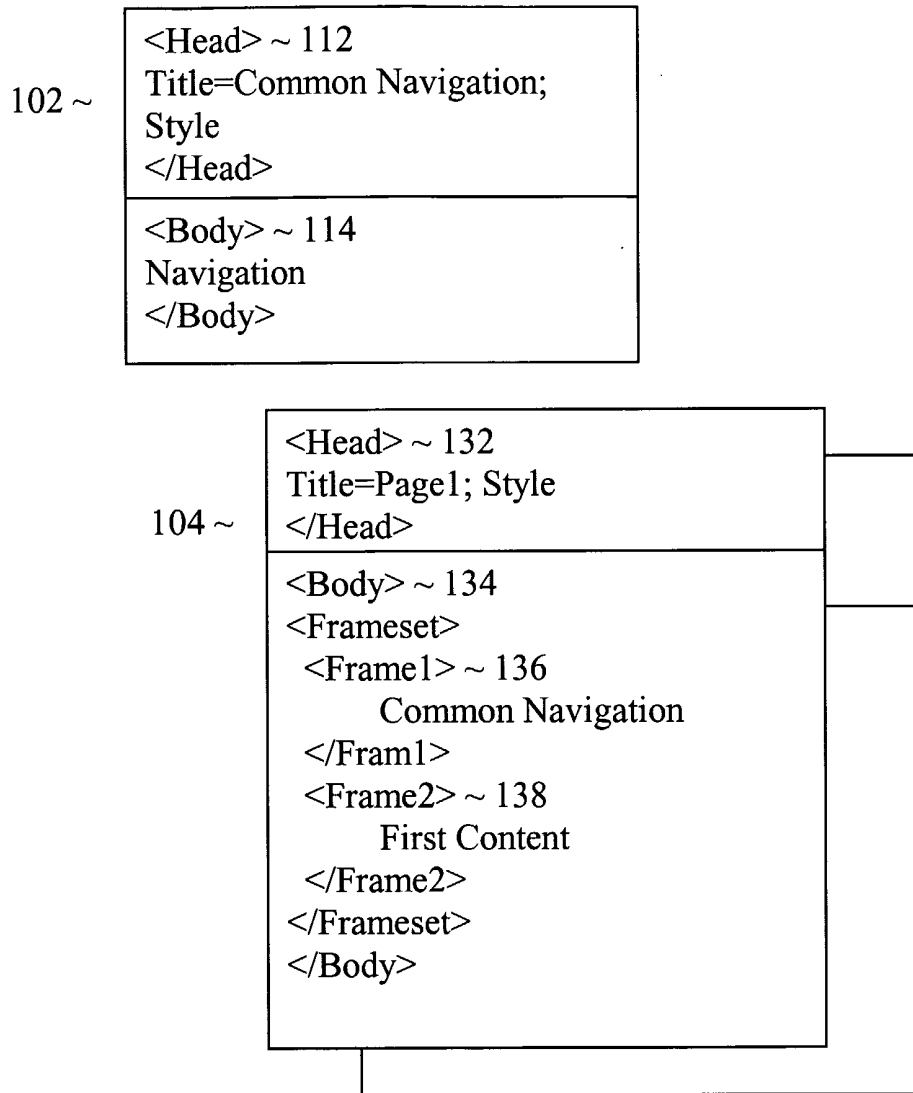 <Head> ~ 112
102 ~
Title=Common Navigation;
Style
</Head>
<Body> ~ 114
Navigation
</Body>
<Head> ~ 132
Title=Page1; Style
104 ~
</Head>
<Body> ~ 134
<Frameset>
<Frame1> ~ 136
Common Navigation
</Fram1>
<Frame2> ~ 138
First Content
</Frame2>
</Frameset>
</Body>